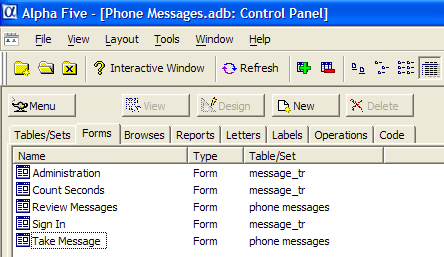 α Alpha Five - [Phone Messages.adb: Control Panel]
File View Layout Tools Window Help
? Interactive Window Refresh
Menu View Design New Delete
Tables/Sets Forms Browses Reports Letters Labels Operations Code
Name Type Table/Set
Administration Form message_tr
Count Seconds Form message_tr
Review Messages Form phone messages
Sign In Form message_tr
Take Message Form phone messages